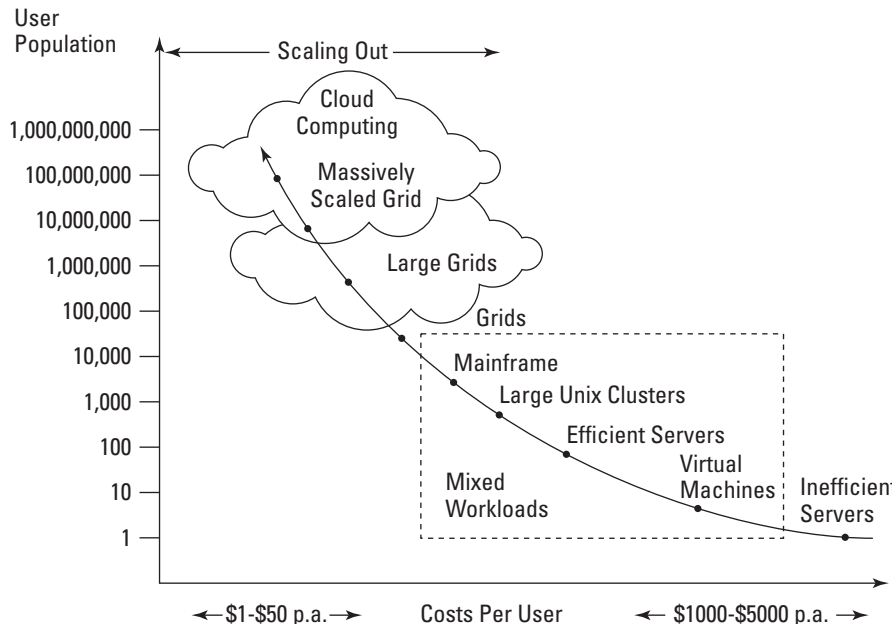 User
Population
Scaling Out
Cloud
Computing
1,000,000,000
Massively
Scaled Grid
100,000,000
10,000,000
Large Grids
1,000,000
100,000
Grids
10,000
Mainframe
Large Unix Clusters
1,000
Efficient Servers
100
Virtual
Machines
Mixed
Workloads
Inefficient
Servers
10
1
$1-$50 p.a.
Costs Per User
$1000-$5000 p.a.